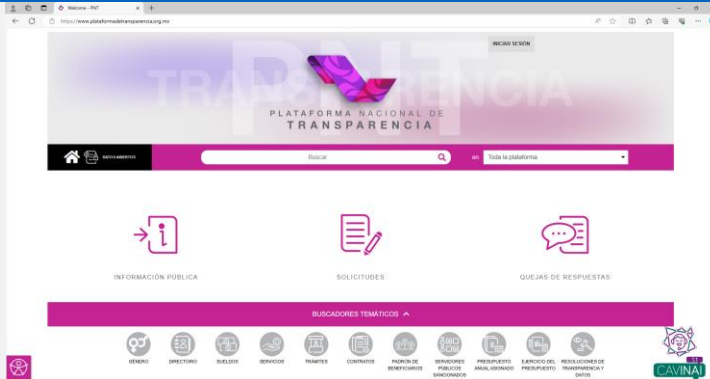 Welcome - PNT
https://www.plataformadetransparencia.org.mx
INICIAR SESIÓN
PNT
TRANSPARENCIA
PLATAFORMA NACIONAL DE
TRANSPARENCIA
DATOS ABIERTOS
Buscar
en
Toda la plataforma
INFORMACIÓN PÚBLICA
SOLICITUDES
QUEJAS DE RESPUESTAS
BUSCADORES TEMÁTICOS
GÉNERO
DIRECTORIO
SUELDOS
SERVICIOS
TRÁMITES
CONTRATOS
PADRÓN DE
BENEFICIARIOS
SERVIDORES
PÚBLICOS
SANCIONADOS
PRESUPUESTO
ANUAL ASIGNADO
EJERCICIO DEL
PRESUPUESTO
RESOLUCIONES DE
TRANSPARENCIA Y
DATOS
CAVINAI